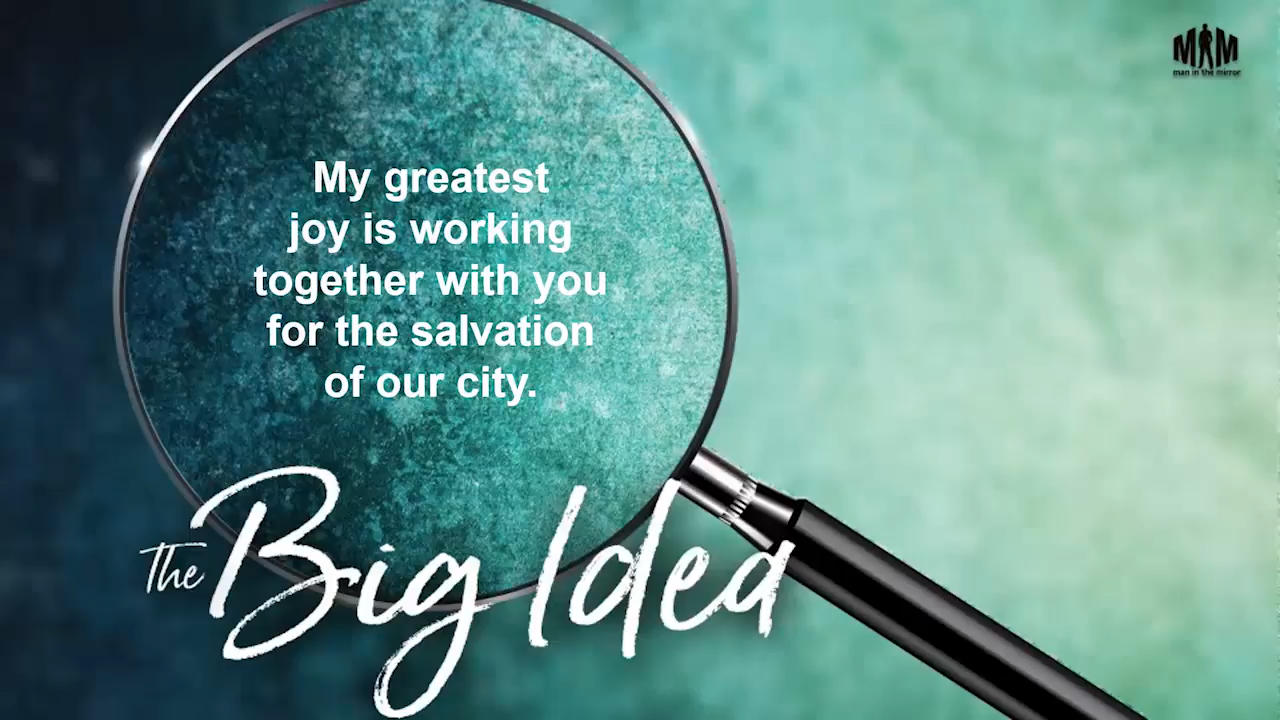 MIM
man in the mirror
My greatest
joy is working
together with you
for the salvation
of our city.
The Big Idea